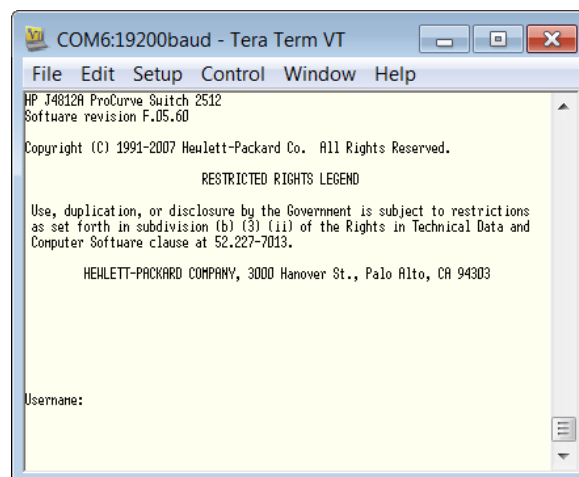 COM6:19200baud - Tera Term VT
File Edit Setup Control Window Help
HP J4812A ProCurve Switch 2512
Software revision F.05.60
Copyright (C) 1991-2007 Hewlett-Packard Co. All Rights Reserved.
RESTRICTED RIGHTS LEGEND
Use, duplication, or disclosure by the Government is subject to restrictions
as set forth in subdivision (b) (3) (ii) of the Rights in Technical Data and
Computer Software clause at 52.227-7013.
HEWLETT-PACKARD COMPANY, 3000 Hanover St., Palo Alto, CA 94303
Username: